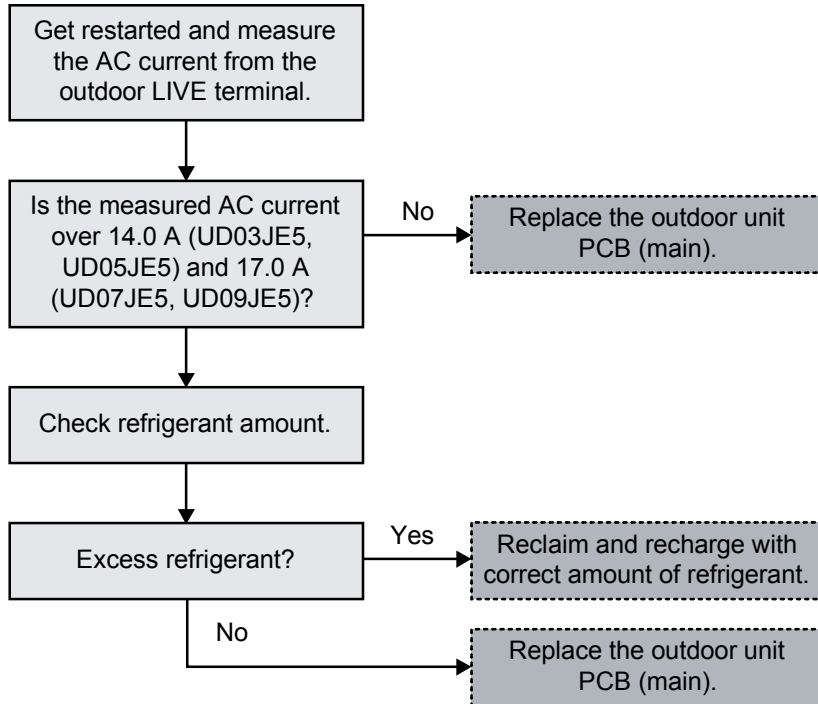 Get restarted and measure
the AC current from the
outdoor LIVE terminal.
Is the measured AC current
over 14.0 A (UD03JE5,
UD05JE5) and 17.0 A
(UD07JE5, UD09JE5)?
No
Replace the outdoor unit
PCB (main).
Check refrigerant amount.
Excess refrigerant?
Yes
Reclaim and recharge with
correct amount of refrigerant.
No
Replace the outdoor unit
PCB (main).